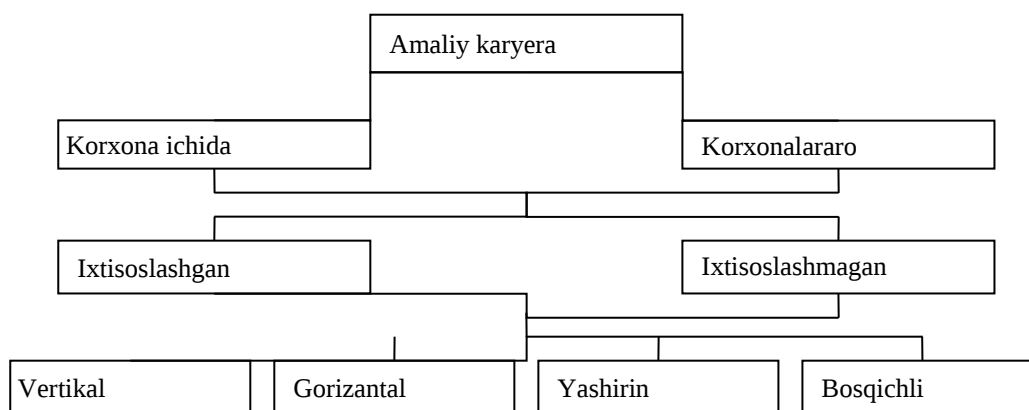 Amaliy karyera
Korxona ichida
Korxonalararo
Ixtisoslashgan
Ixtisoslashmagan
Vertikal
Gorizantal
Yashirin
Bosqichli